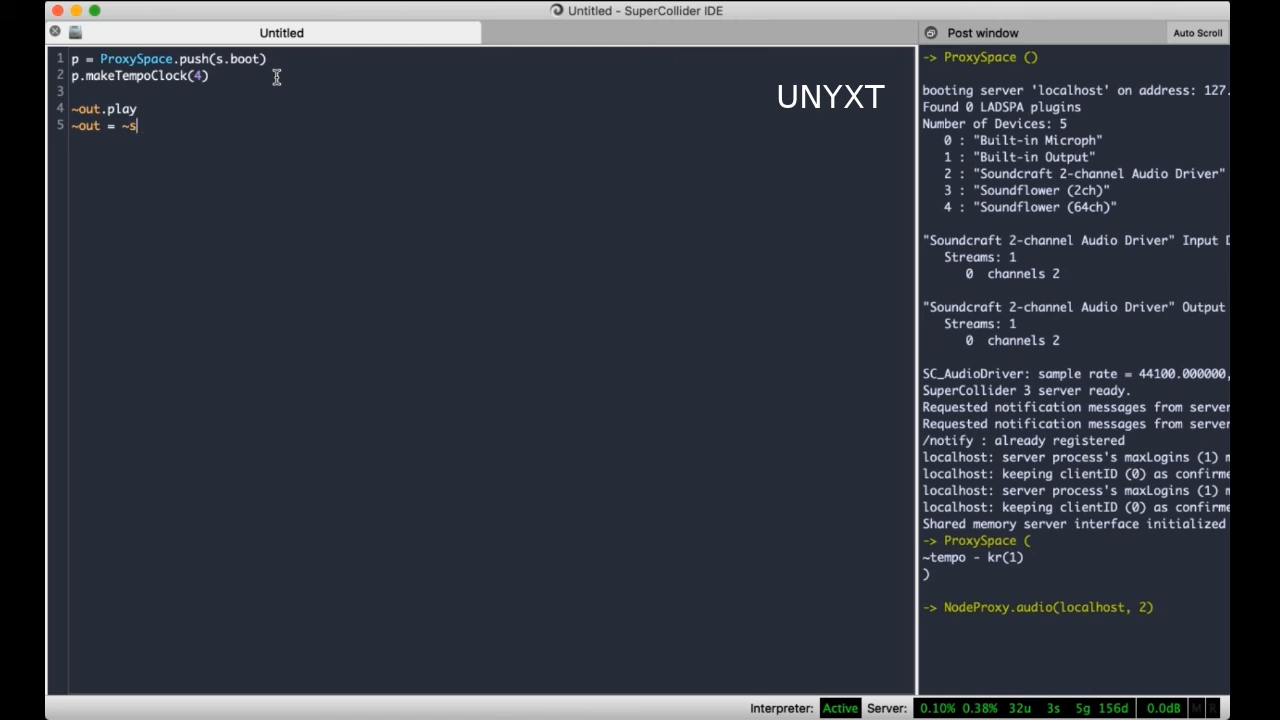 Untitled - SuperCollider IDE
Untitled
1 p = ProxySpace.push(s.boot)
2 p.makeTempoClock(4)
3
4 ~out.play
5 ~out = ~s
UNYXT
Post window
Auto Scroll
-> ProxySpace ()
booting server 'localhost' on address: 127.
Found 0 LADSPA plugins
Number of Devices: 5
0 : "Built-in Microph"
1 : "Built-in Output"
2 : "Soundcraft 2-channel Audio Driver"
3 : "Soundflower (2ch)"
4 : "Soundflower (64ch)"
"Soundcraft 2-channel Audio Driver" Input D
Streams: 1
0 channels 2
"Soundcraft 2-channel Audio Driver" Output
Streams: 1
0 channels 2
SC_AudioDriver: sample rate = 44100.000000,
SuperCollider 3 server ready.
Requested notification messages from server
Requested notification messages from server
/notify : already registered
localhost: server process's maxLogins (1) m
localhost: keeping clientID (0) as confirme
localhost: server process's maxLogins (1) m
localhost: keeping clientID (0) as confirme
Shared memory server interface initialized
-> ProxySpace (
~tempo - kr(1)
)
-> NodeProxy.audio(localhost, 2)
Interpreter: Active Server: 0.10% 0.38% 32u 3s 5g 156d 0.0dB M R